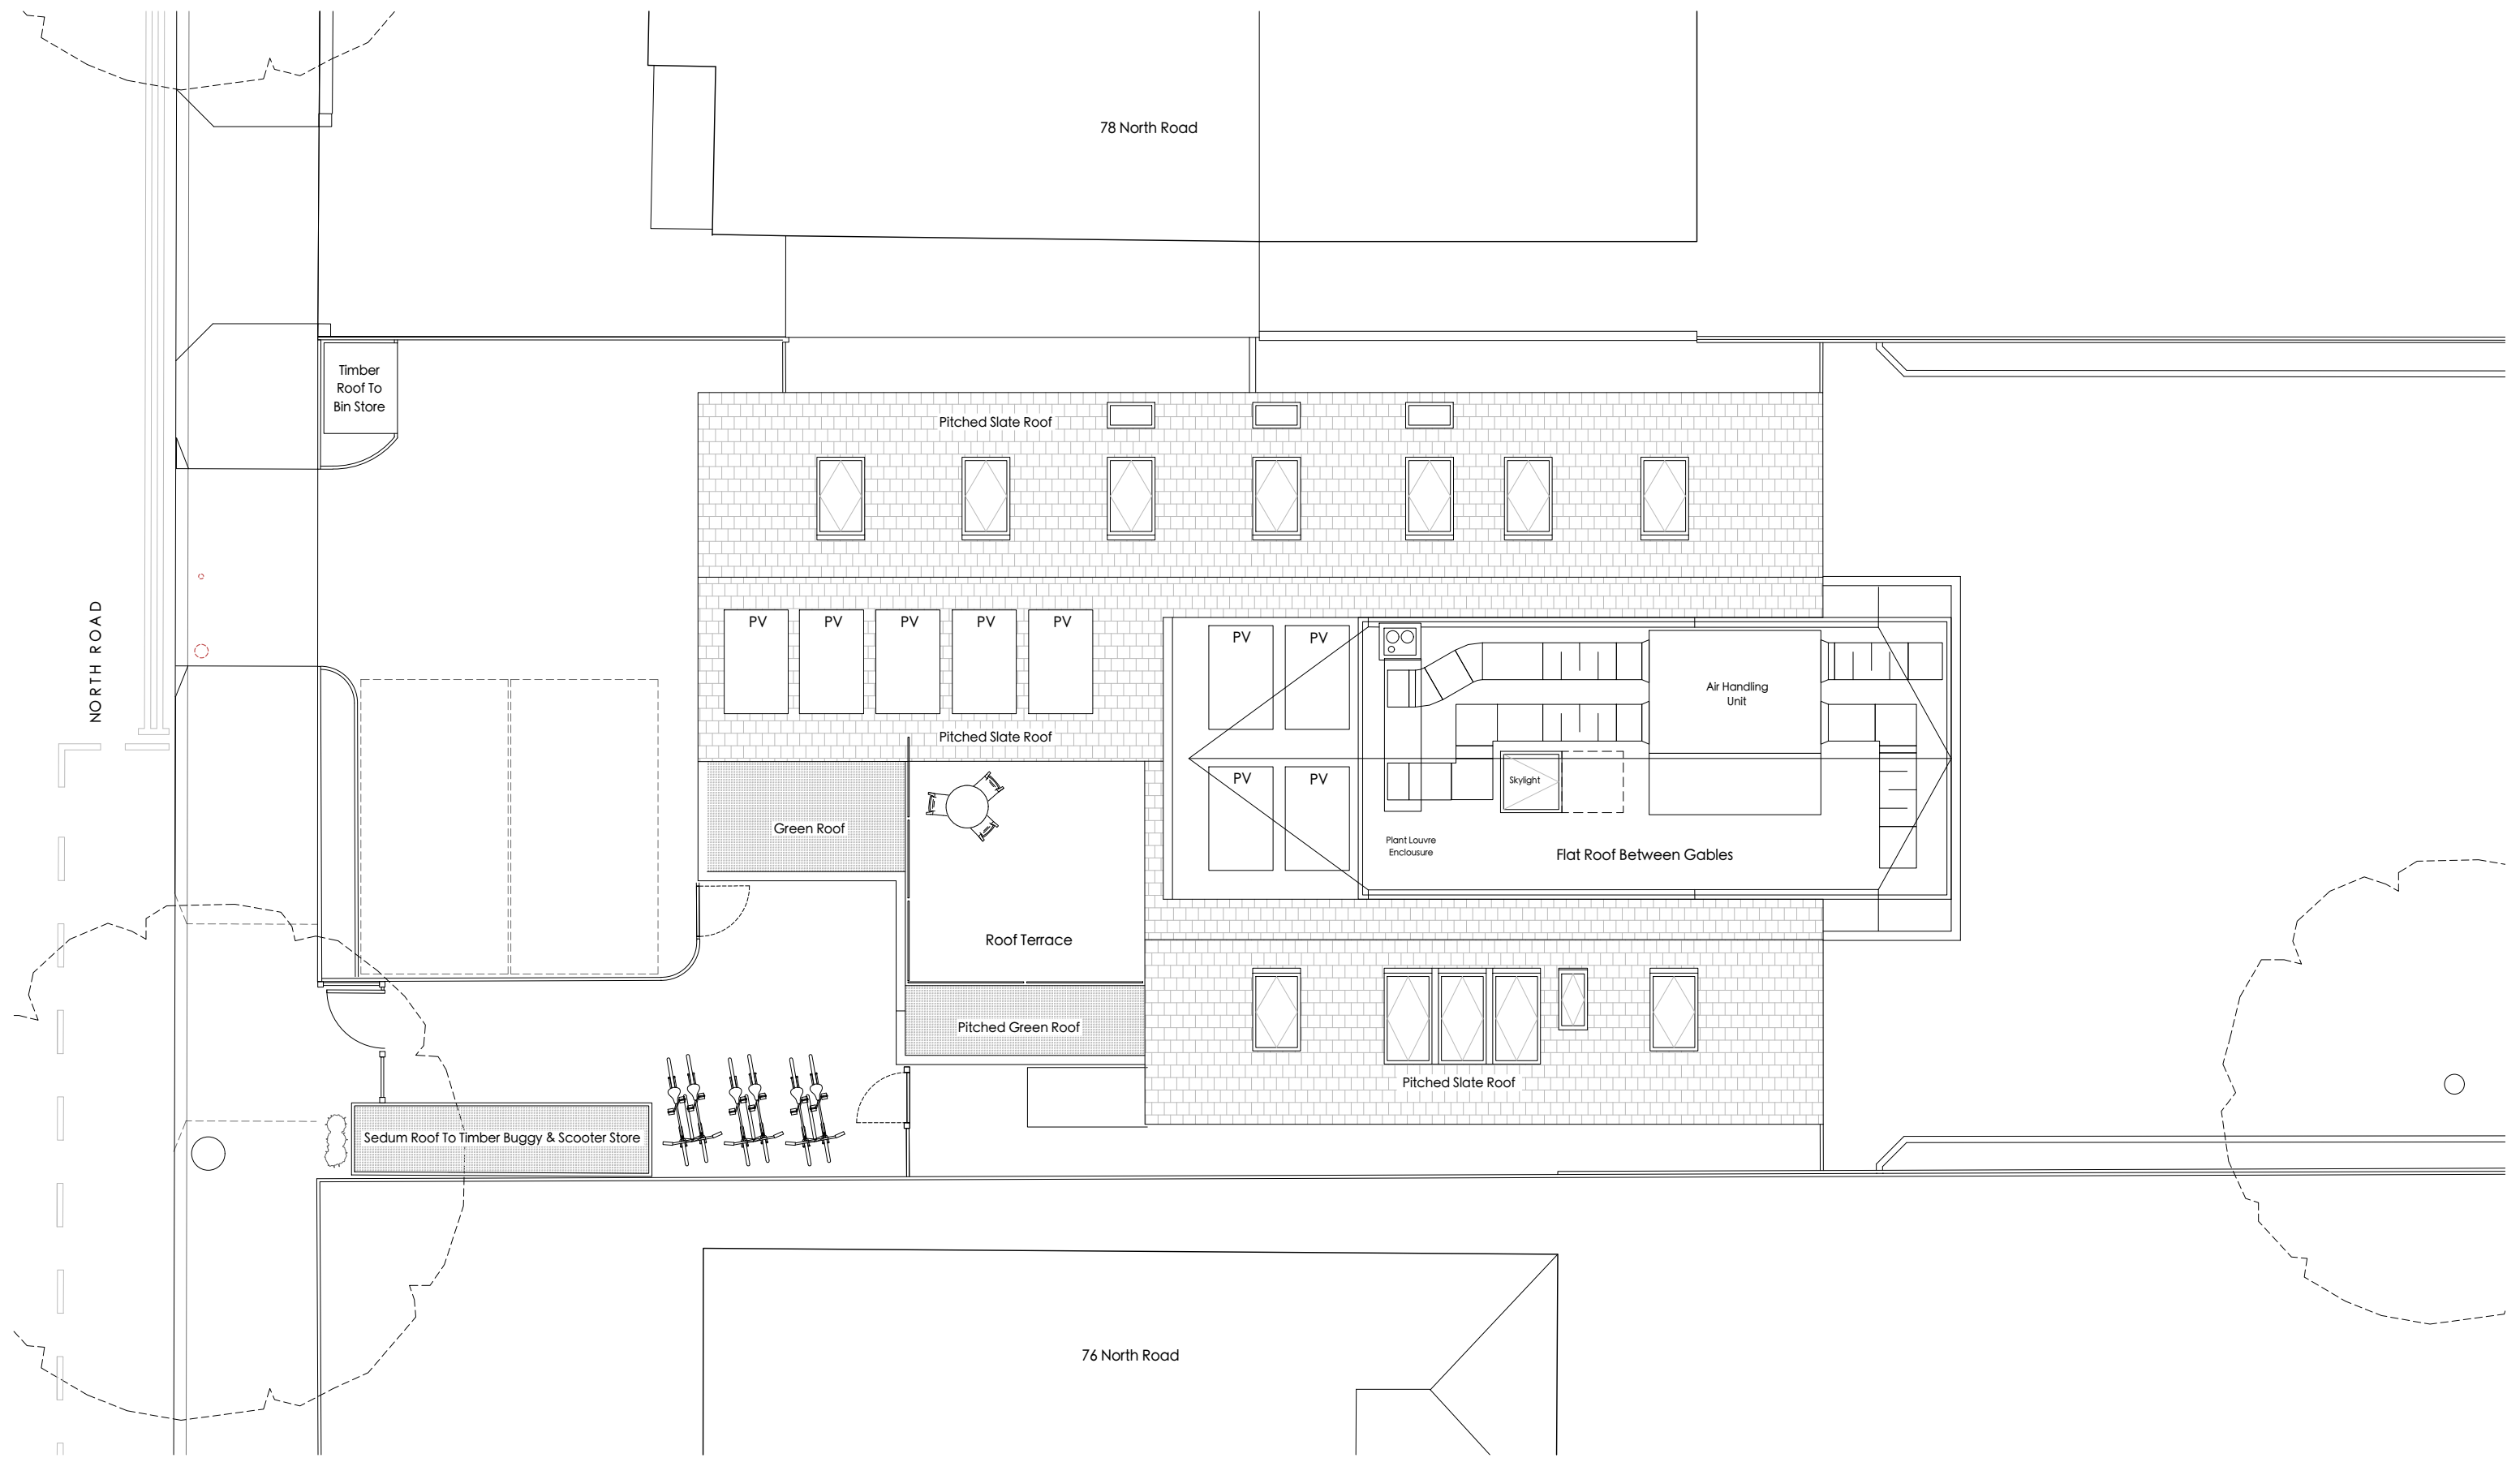 78 North Road
Timber
Roof To
Bin Store
Pitched Slate Roof
NORTH ROAD
PV
PV
PV
PV
PV
PV
PV
Air Handling
Unit
Pitched Slate Roof
PV
PV
Skylight
Green Roof
Plant Louvre
Enclousure
Flat Roof Between Gables
Roof Terrace
Pitched Green Roof
Pitched Slate Roof
Sedum Roof To Timber Buggy & Scooter Store
76 North Road